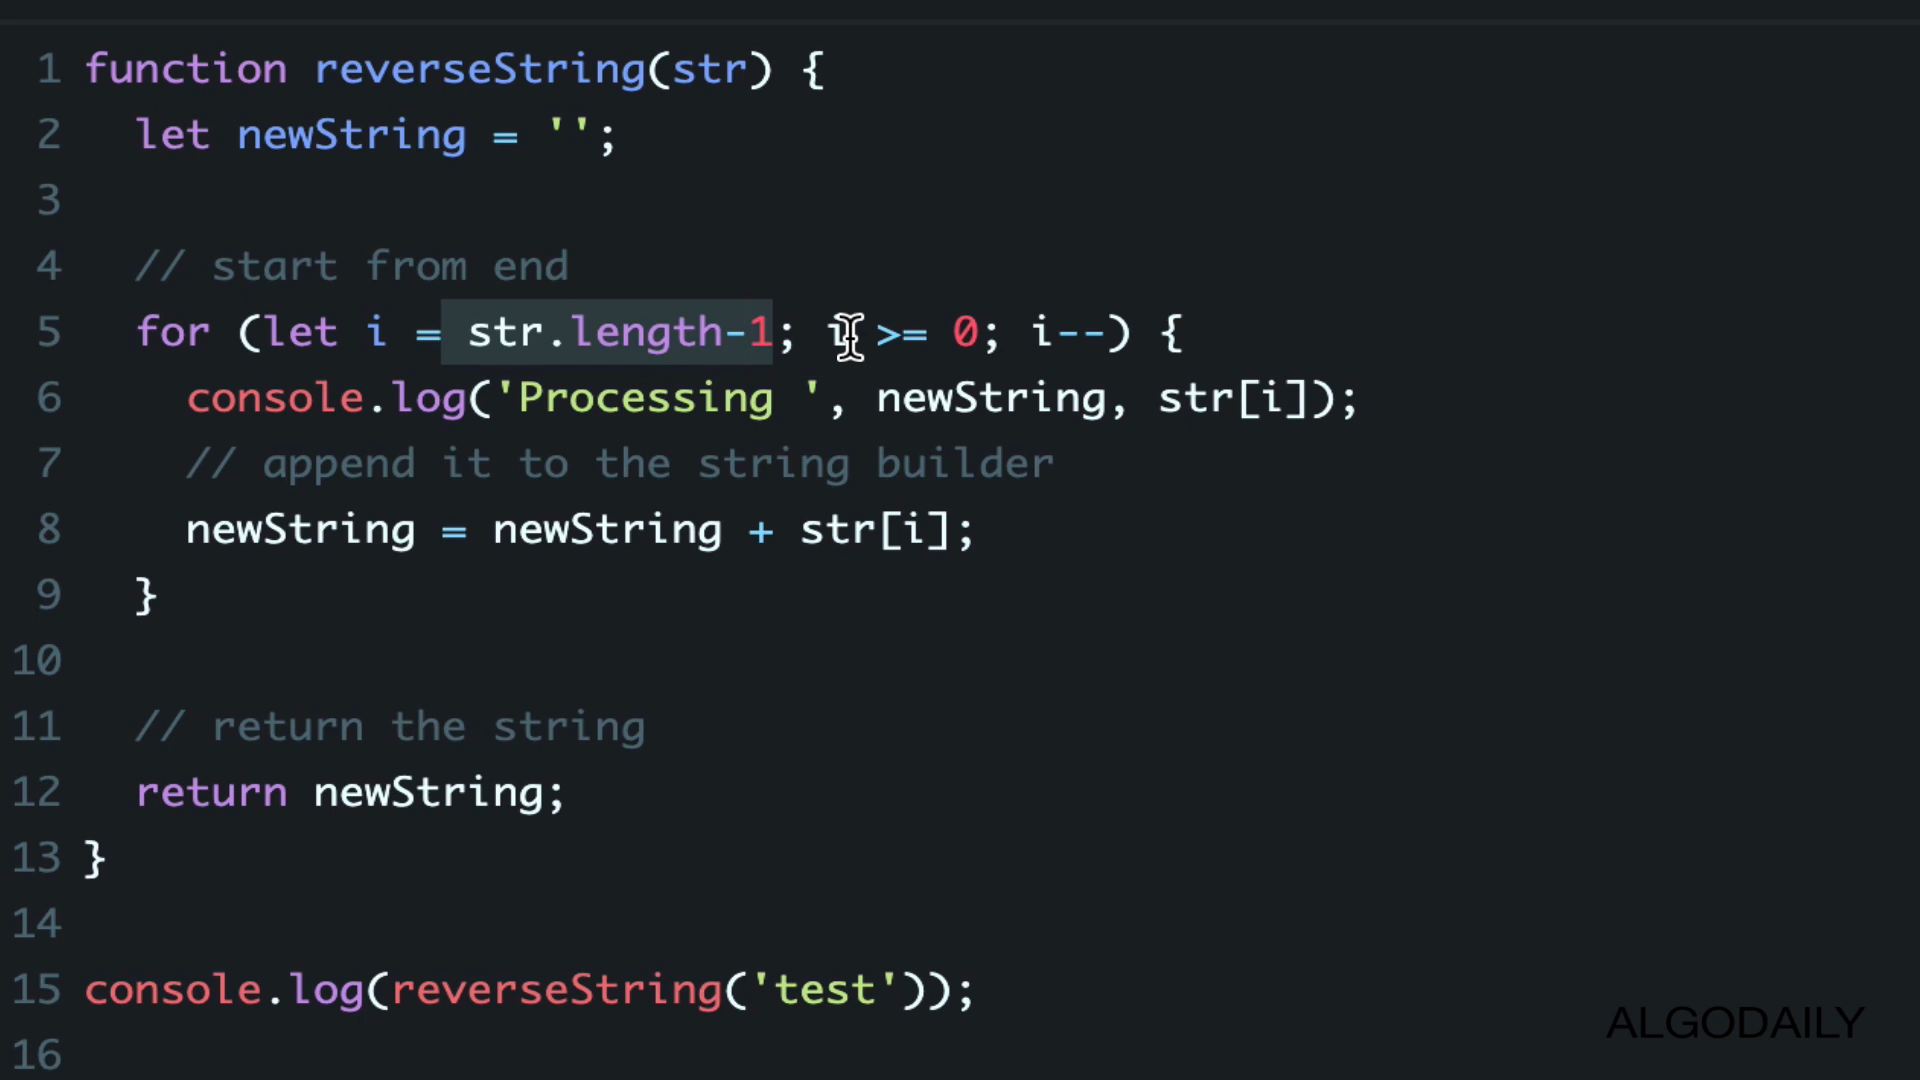 1 function reverseString(str) {
2   let newString = '';
3
4   // start from end
5   for (let i = str.length-1; i >= 0; i--) {
6     console.log('Processing ', newString, str[i]);
7     // append it to the string builder
8     newString = newString + str[i];
9   }
10
11   // return the string
12   return newString;
13 }
14
15 console.log(reverseString('test'));
16
ALGODAILY